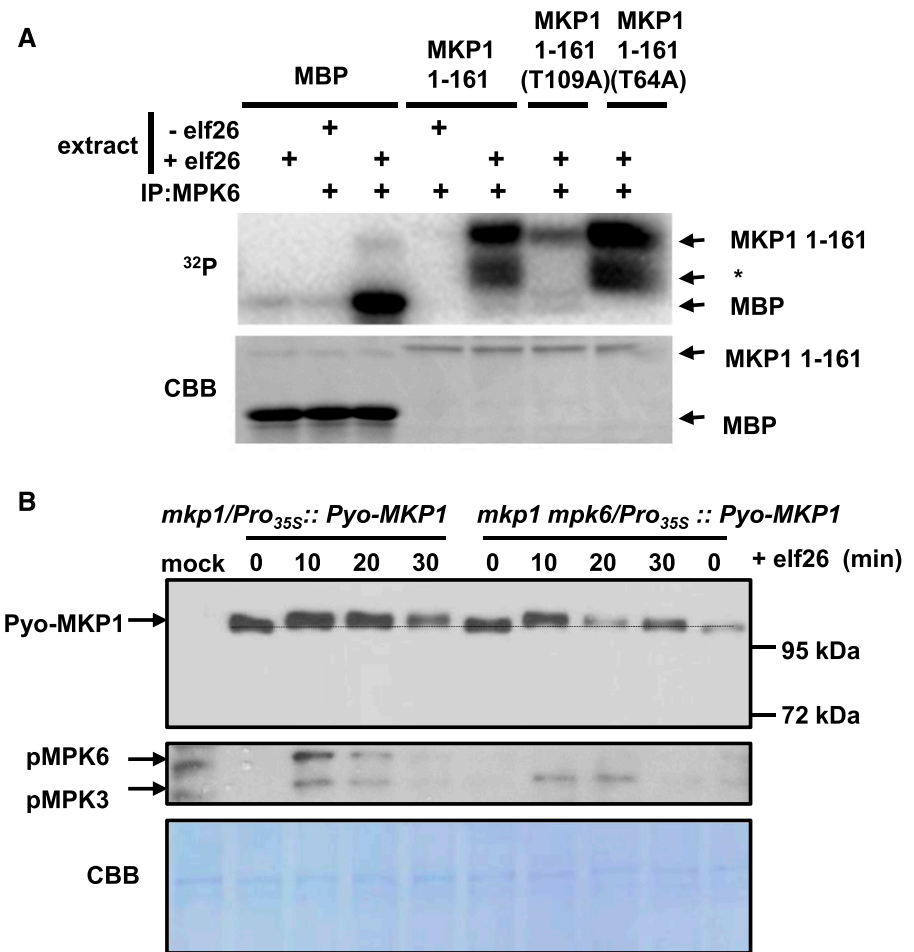 A
MBP
MKP1
1-161
MKP1
1-161
(T109A)
MKP1
1-161
(T64A)
extract
- elf26 + +
+ elf26 + + + + +
IP:MPK6 + + + + + +
32P
MKP1 1-161
*
MBP
CBB
MKP1 1-161
MBP
B
mkp1/Pro35S:: Pyo-MKP1 mkp1 mpk6/Pro35S :: Pyo-MKP1
mock 0 10 20 30 0 10 20 30 0 + elf26 (min)
Pyo-MKP1
95 kDa
72 kDa
pMPK6
pMPK3
CBB